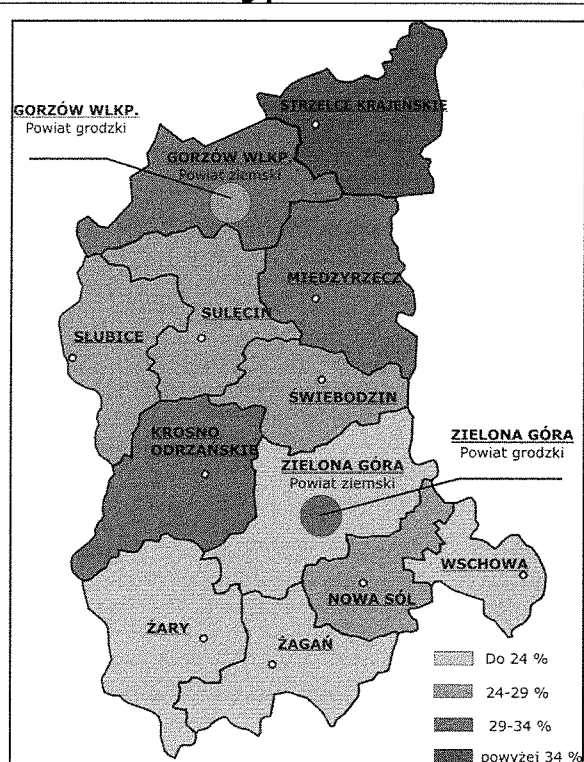 GORZÓW WLKP.
Powiat grodzki
STRZELCE KRAJEŃSKIE
GORZÓW WLKP.
Powiat ziemski
MIĘDZYRZECZ
SULĘCIN
SŁUBICE
ŚWIEBODZIN
KROSNO
ODRZAŃSKIE
ZIELONA GÓRA
Powiat grodzki
ZIELONA GÓRA
Powiat ziemski
WSCHOWA
NOWA SÓL
ŻARY
ŻAGAŃ
Do 24 %
24-29 %
29-34 %
powyżej 34 %